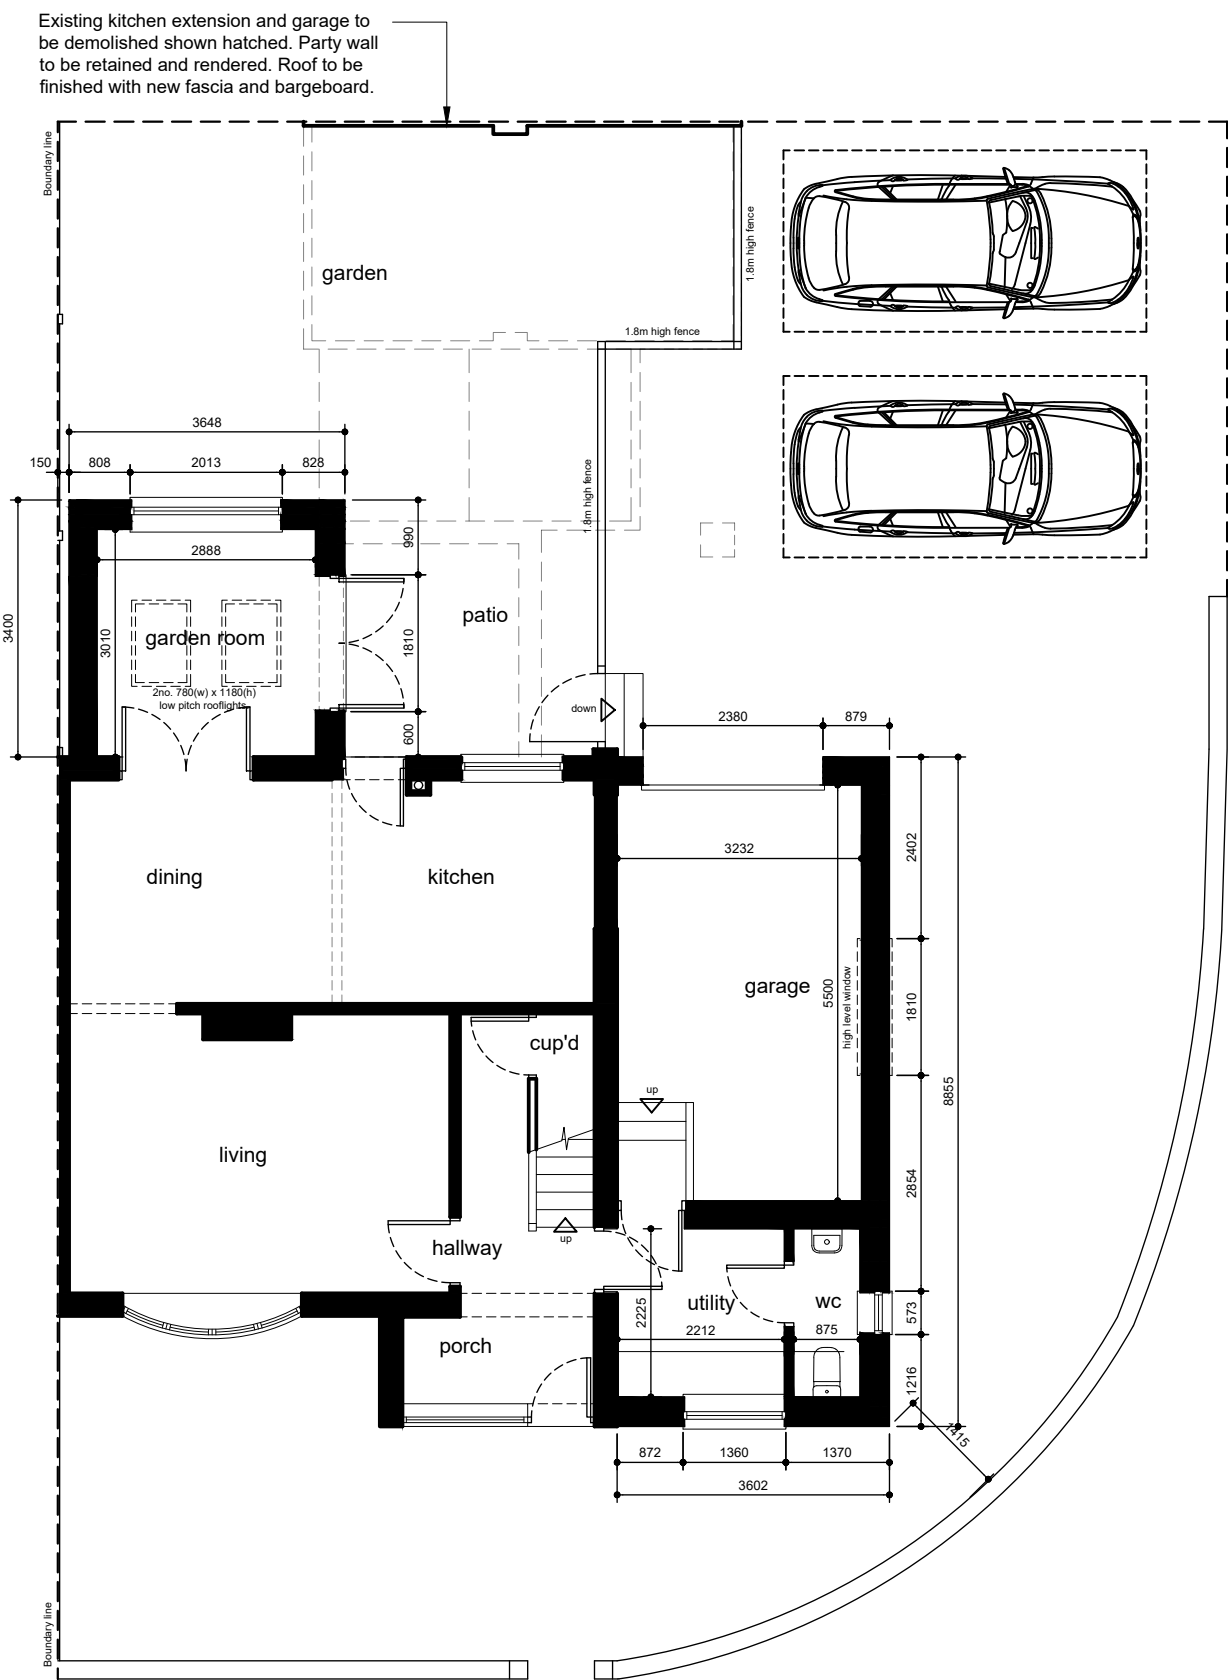 Existing kitchen extension and garage to
be demolished shown hatched. Party wall
to be retained and rendered. Roof to be
finished with new fascia and bargeboard.
Boundary line
1.8m high fence
garden
1.8m high fence
3648
150
808
2013
828
1.8m high fence
990
2888
3400
3010
garden room
patio
1810
2no. 780(w) x 1180(h)
low pitch rooflights
down
600
2380
879
3232
2402
dining
kitchen
garage
5500
high level window
1810
cup'd
up
8855
living
2854
hallway
up
utility
wc
573
2225
2212
875
porch
1216
1415
872
1360
1370
3602
Boundary line